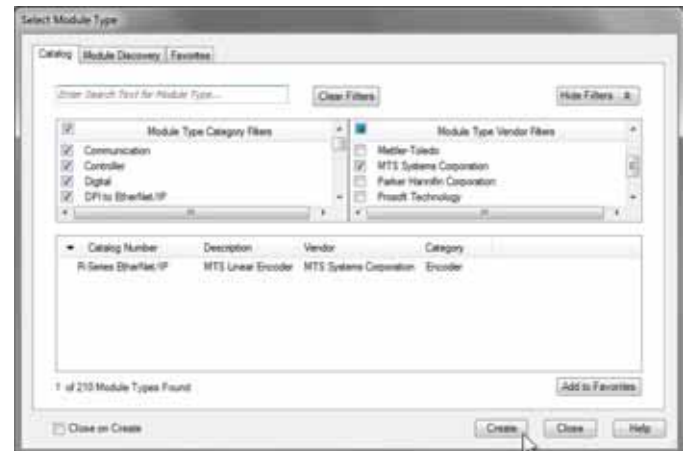 Select Module Type
Catalog Module Discovery Favorites
Enter Search Text for Module Type... Clear Filters Hide Filters
Module Type Category Filters Module Type Vendor Filters
Communication Mettler-Toledo
Controller MTS Systems Corporation
Digital Parker Hannifin Corporation
DPI to EtherNet/IP Prosoft Technology
Catalog Number Description Vendor Category
R-Series EtherNet/IP MTS Linear Encoder MTS Systems Corporation Encoder
1 of 210 Module Types Found Add to Favorites
Close on Create Create Close Help